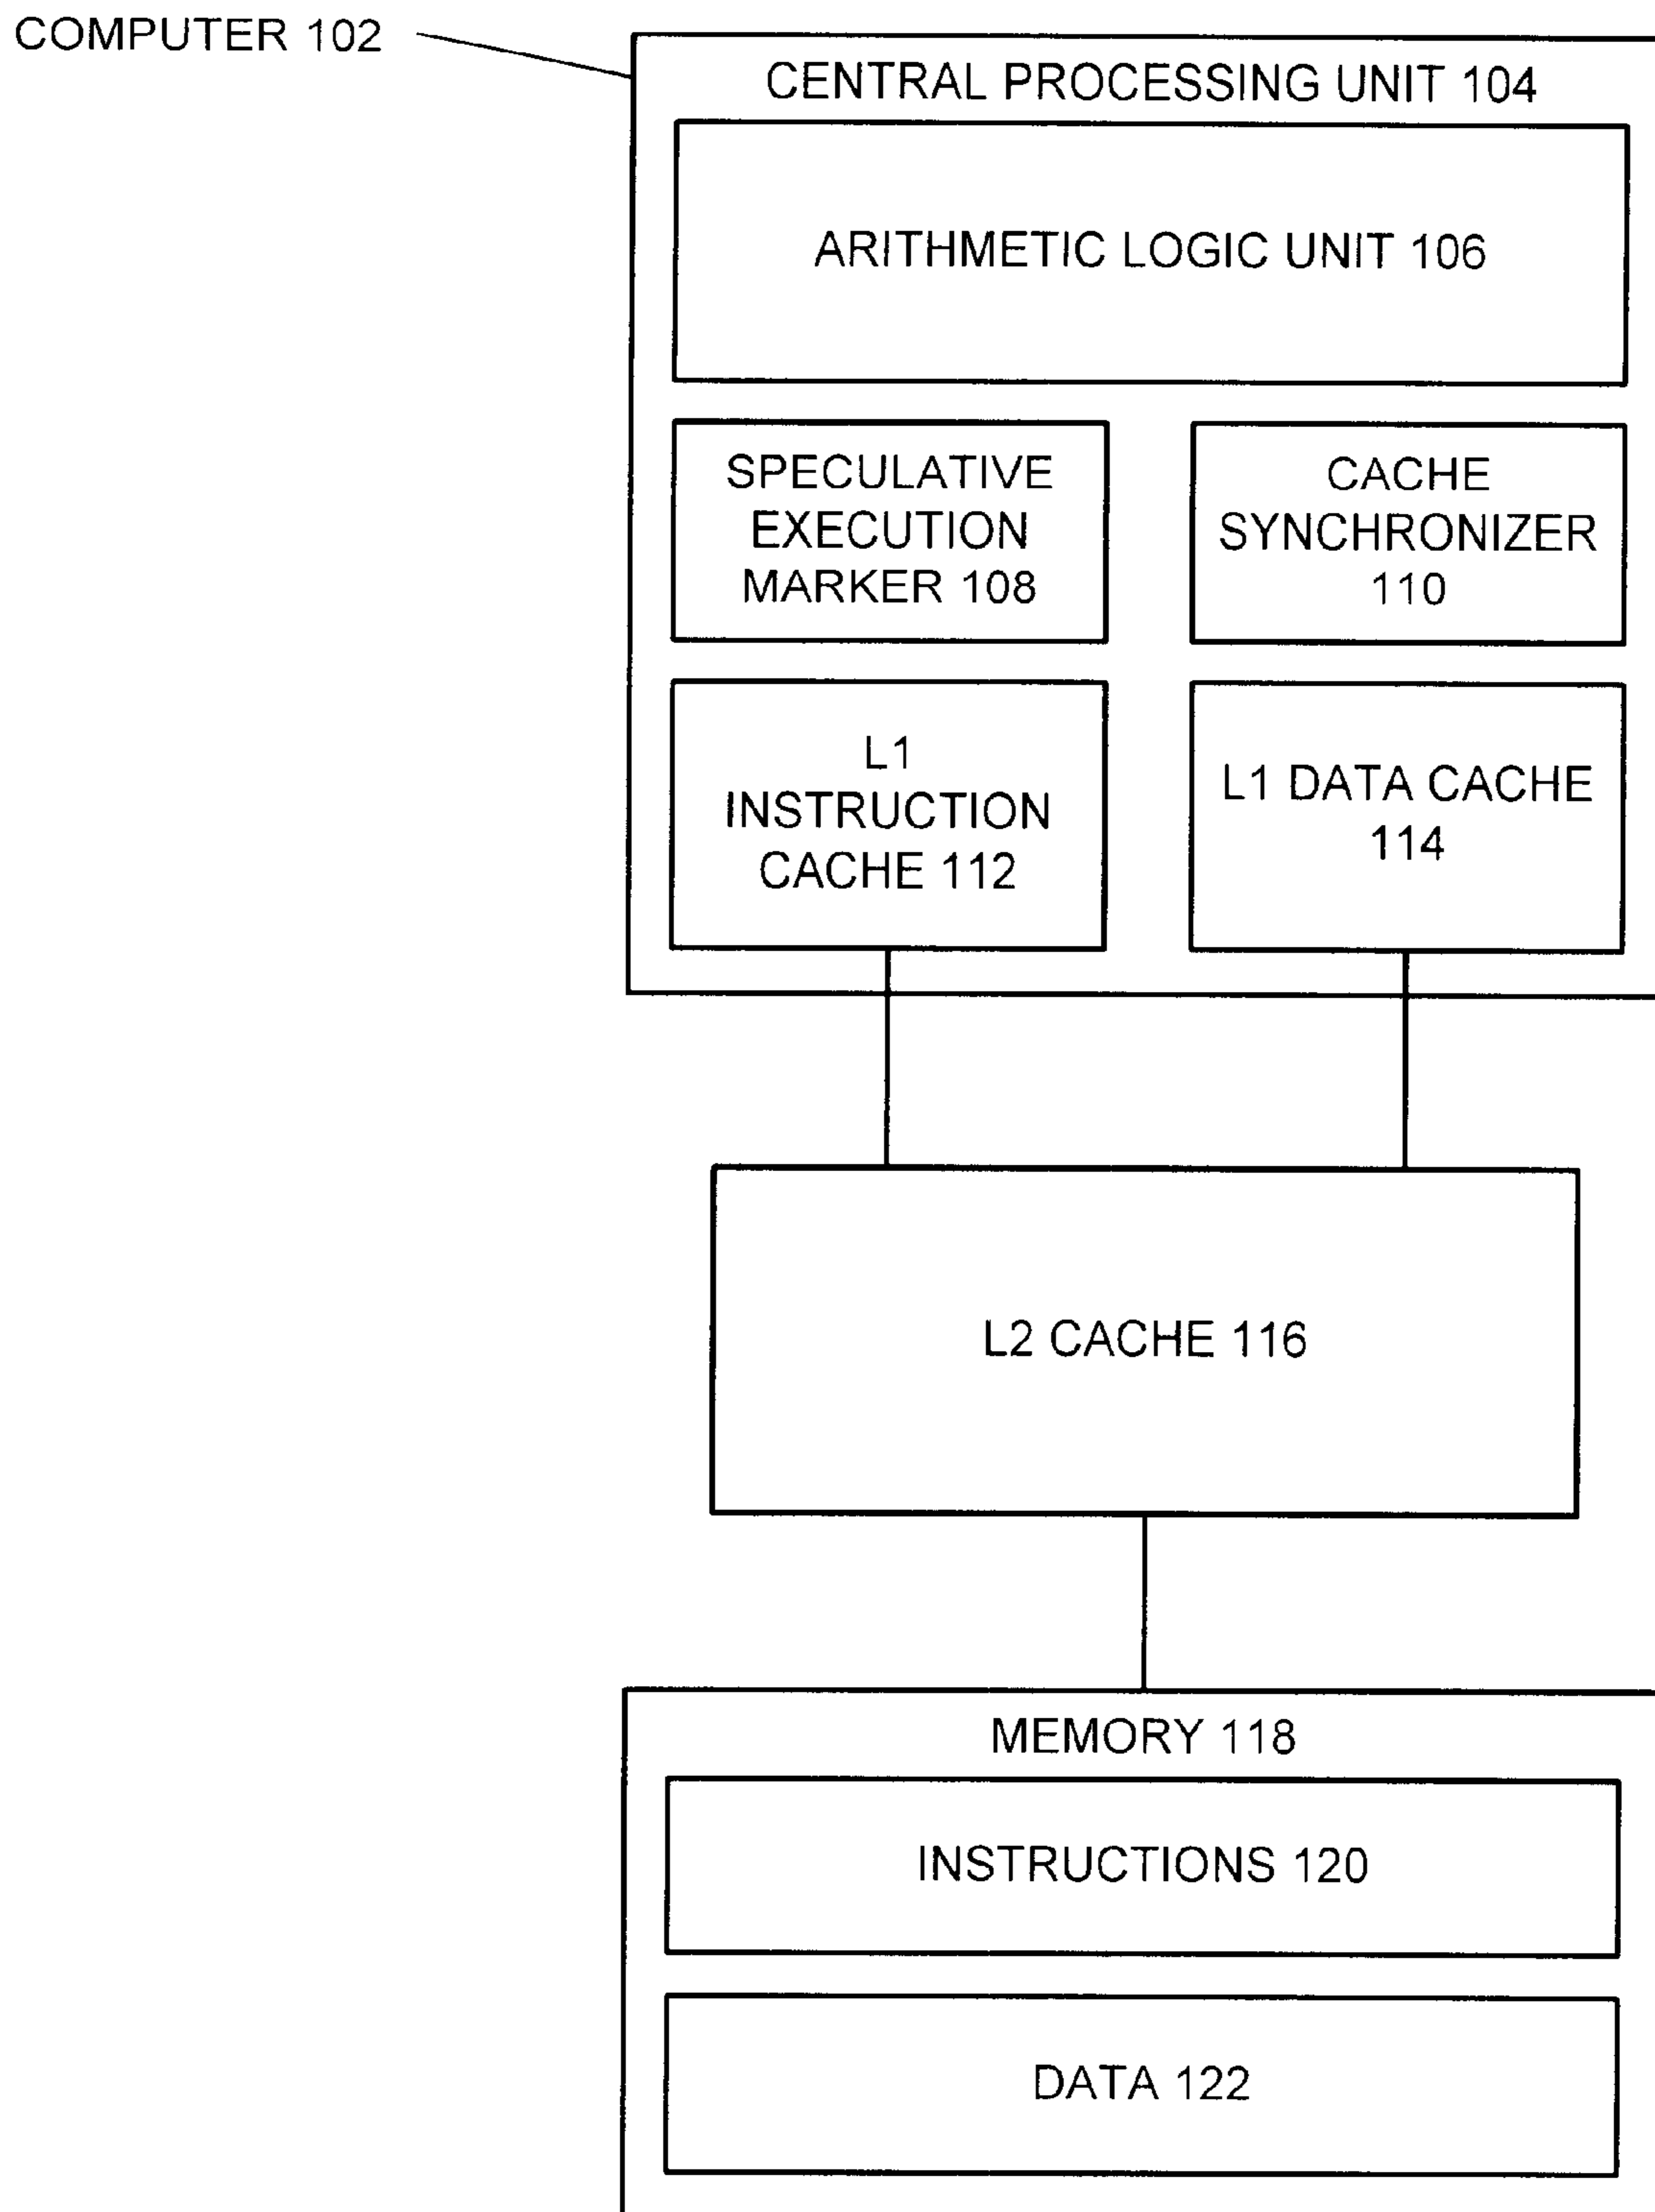 COMPUTER 102
CENTRAL PROCESSING UNIT 104
ARITHMETIC LOGIC UNIT 106
SPECULATIVE
EXECUTION
MARKER 108
CACHE
SYNCHRONIZER
110
L1
INSTRUCTION
CACHE 112
L1 DATA CACHE
114
L2 CACHE 116
MEMORY 118
INSTRUCTIONS 120
DATA 122